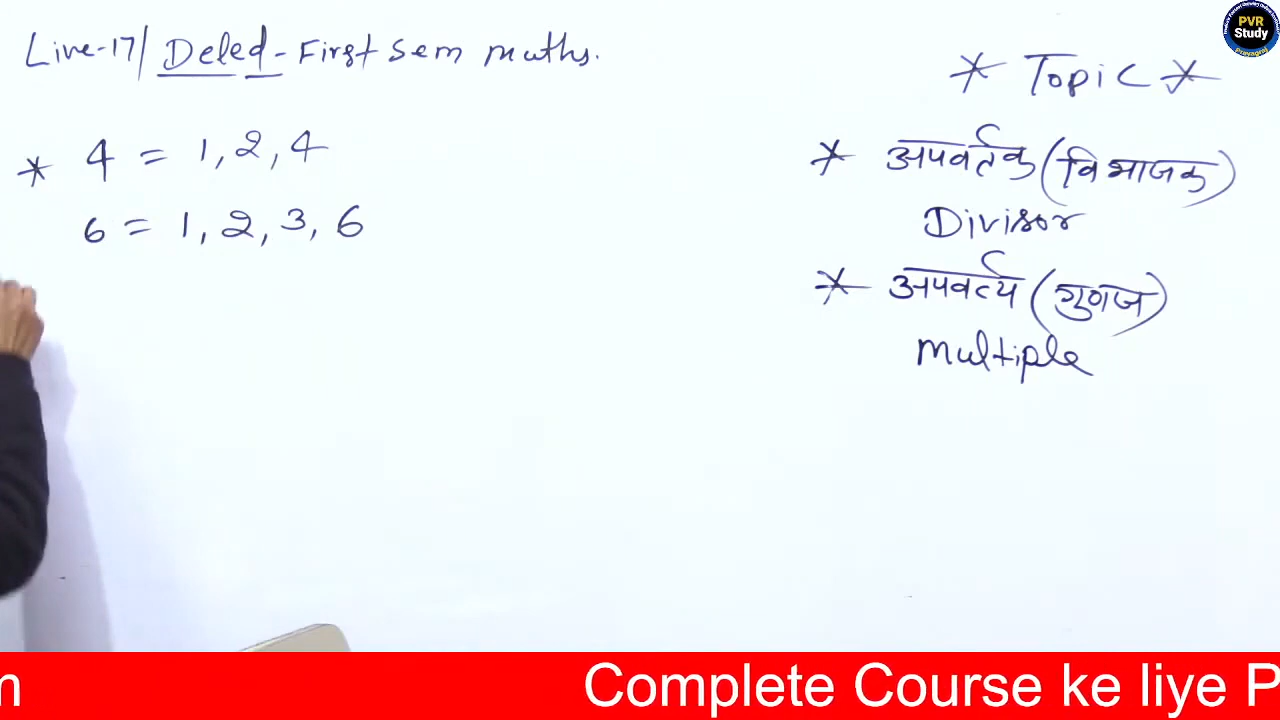 Live-17/ Deled - First Sem maths.
* 4 = 1, 2, 4
6 = 1, 2, 3, 6
* Topic *
* अपवर्तक (विभाजक)
Divisor
* अपवर्त्य (गुणज)
multiple
PVR
Study
Prayagraj
m Complete Course ke liye P